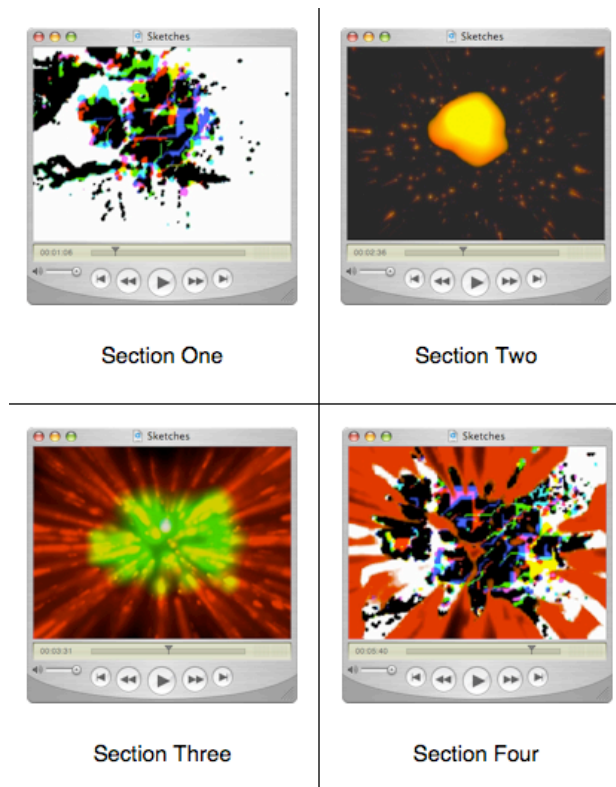 Sketches
00:01:06
Section One
Sketches
00:02:36
Section Two
Sketches
00:03:31
Section Three
Sketches
00:05:40
Section Four